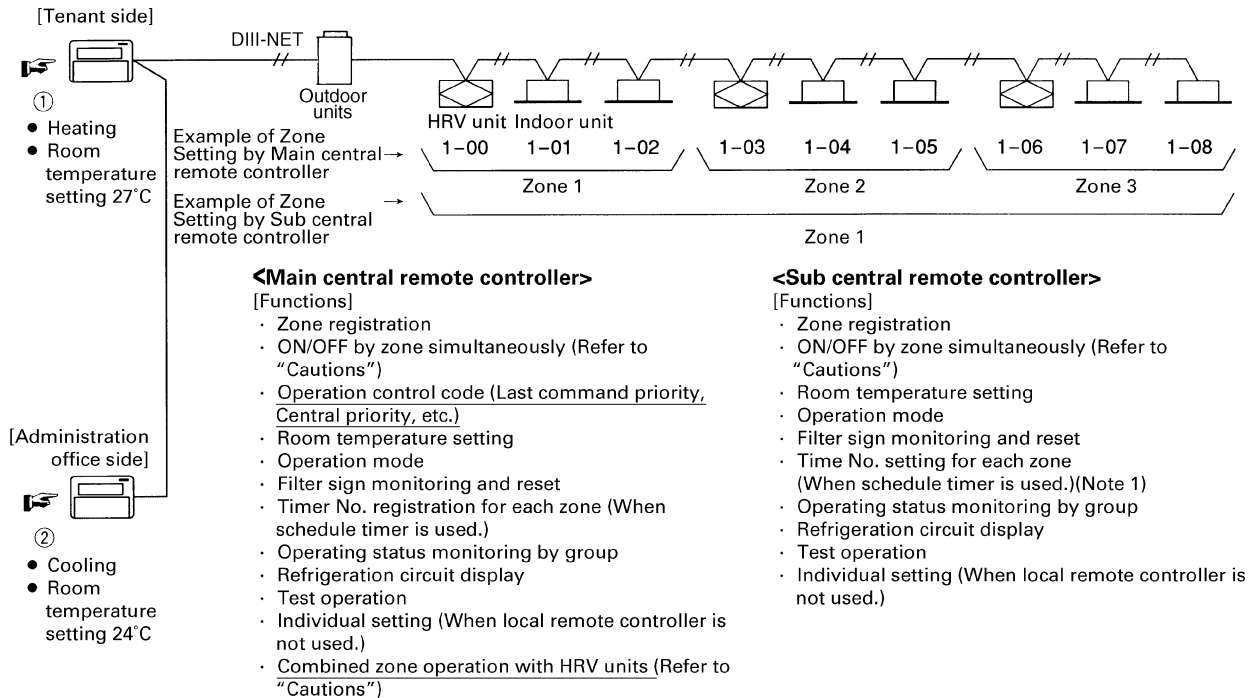 [Tenant side]
DIII-NET
Outdoor
units
①
● Heating
● Room
temperature
setting 27°C
HRV unit Indoor unit
Example of Zone
Setting by Main central→
remote controller
1–00 1–01 1–02 1–03 1–04 1–05 1–06 1–07 1–08
Zone 1 Zone 2 Zone 3
Example of Zone →
Setting by Sub central
remote controller
Zone 1
<Main central remote controller>
[Functions]
· Zone registration
· ON/OFF by zone simultaneously (Refer to
"Cautions")
· Operation control code (Last command priority,
Central priority, etc.)
· Room temperature setting
· Operation mode
· Filter sign monitoring and reset
· Timer No. registration for each zone (When
schedule timer is used.)
· Operating status monitoring by group
· Refrigeration circuit display
· Test operation
· Individual setting (When local remote controller is
not used.)
· Combined zone operation with HRV units (Refer to
"Cautions")
<Sub central remote controller>
[Functions]
· Zone registration
· ON/OFF by zone simultaneously (Refer to
"Cautions")
· Room temperature setting
· Operation mode
· Filter sign monitoring and reset
· Time No. setting for each zone
(When schedule timer is used.)(Note 1)
· Operating status monitoring by group
· Refrigeration circuit display
· Test operation
· Individual setting (When local remote controller is
not used.)
[Administration
office side]
②
● Cooling
● Room
temperature
setting 24°C